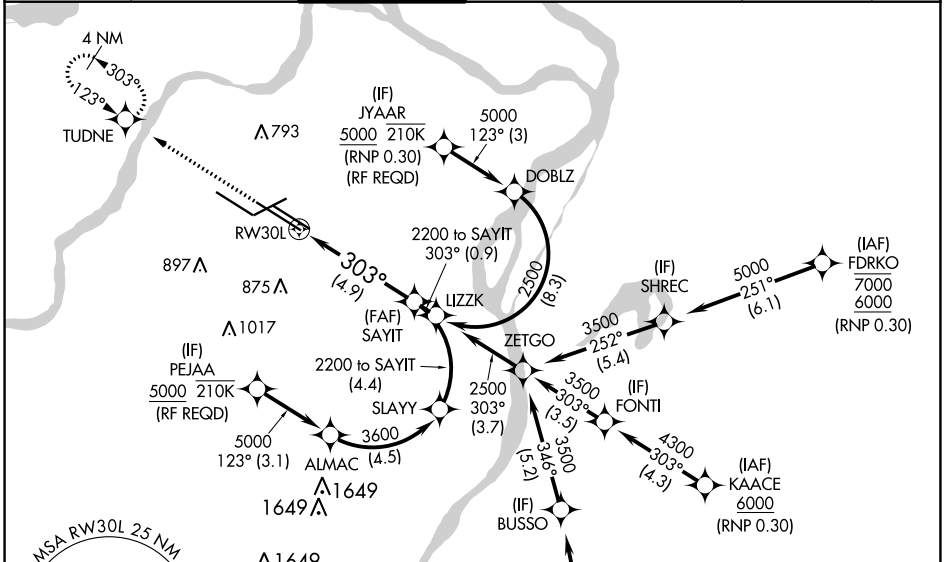 4 NM
303°
123°
TUDNE
793
(IF)
JYAAR
5000 210K
(RNP 0.30)
(RF REQD)
5000
123° (3)
DOBLZ
RW30L
2200 to SAYIT
303° (0.9)
303°
(4.9)
2500
(8.3)
(IAF)
FDRKO
7000
6000
(RNP 0.30)
5000
251°
(6.1)
(IF)
SHREC
897
875
1017
LIZZK
(FAF)
SAYIT
ZETGO
3500
252°
(5.4)
(IF)
PEJAA
5000 210K
(RF REQD)
2200 to SAYIT
(4.4)
SLAYY
2500
303°
(3.7)
3500
303°
(3.5)
(IF)
FONTI
5000
123° (3.1)
3600
(4.5)
ALMAC
4300
303°
(4.3)
3500
346°
(5.2)
(IAF)
KAACE
6000
(RNP 0.30)
1649
1649
(IF)
BUSSO
MSA RW30L 25 NM
1649